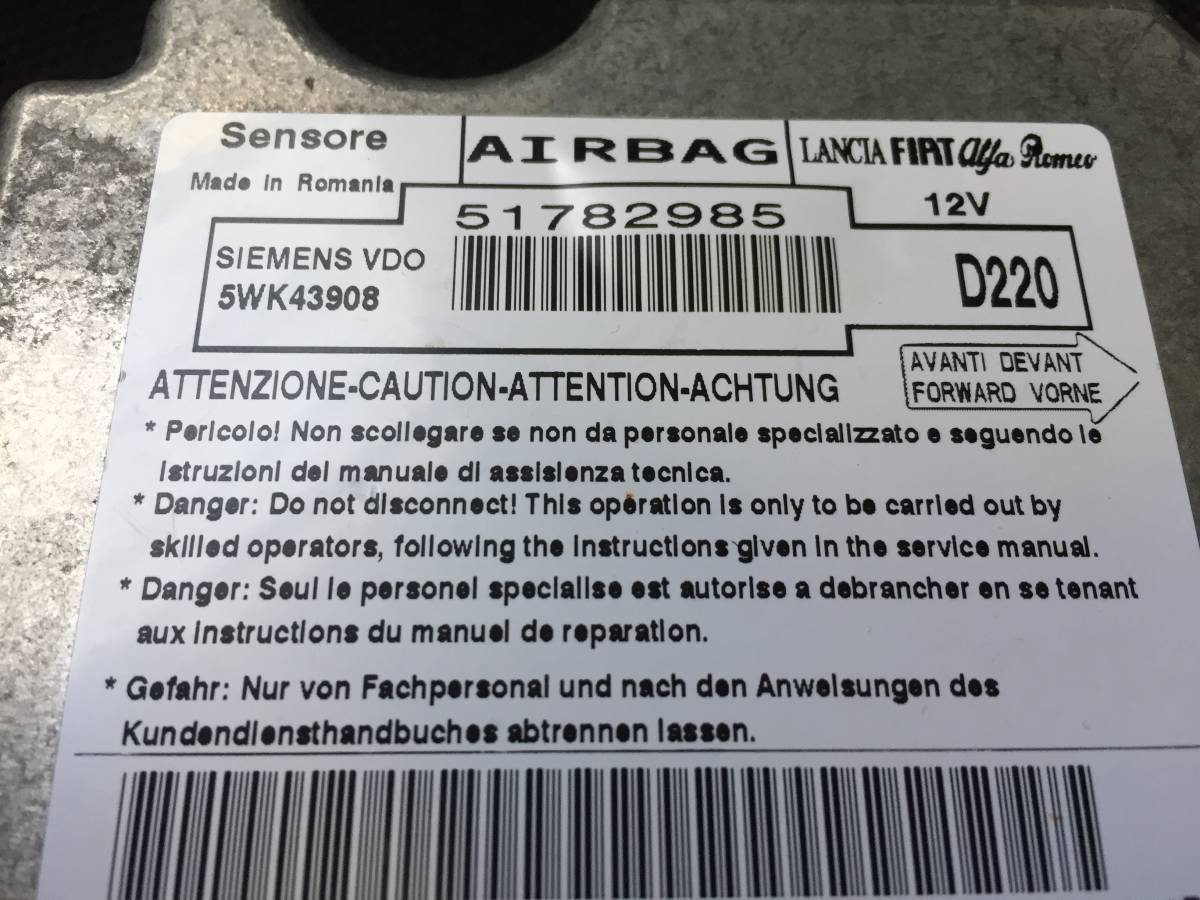 Sensore
AIRBAG
LANCIA FIAT Alfa Romeo
Made in Romania
51782985
12V
SIEMENS VDO
5WK43908
D220
AVANTI DEVANT
FORWARD VORNE
ATTENZIONE-CAUTION-ATTENTION-ACHTUNG
* Pericolo! Non scollegare se non da personale specializzato e seguendo le
istruzioni del manuale di assisienza tecnica.
* Danger: Do not disconnect! This operation is only to be carried out by
skilled operators, following the instructions given in the service manual.
* Danger: Seul le personel specialise est autorise a debrancher en se tenant
aux instructions du manuel de reparation.
* Gefahr: Nur von Fachpersonal und nach den Anweisungen des
Kundendiensthandbuches abtrennen lassen.